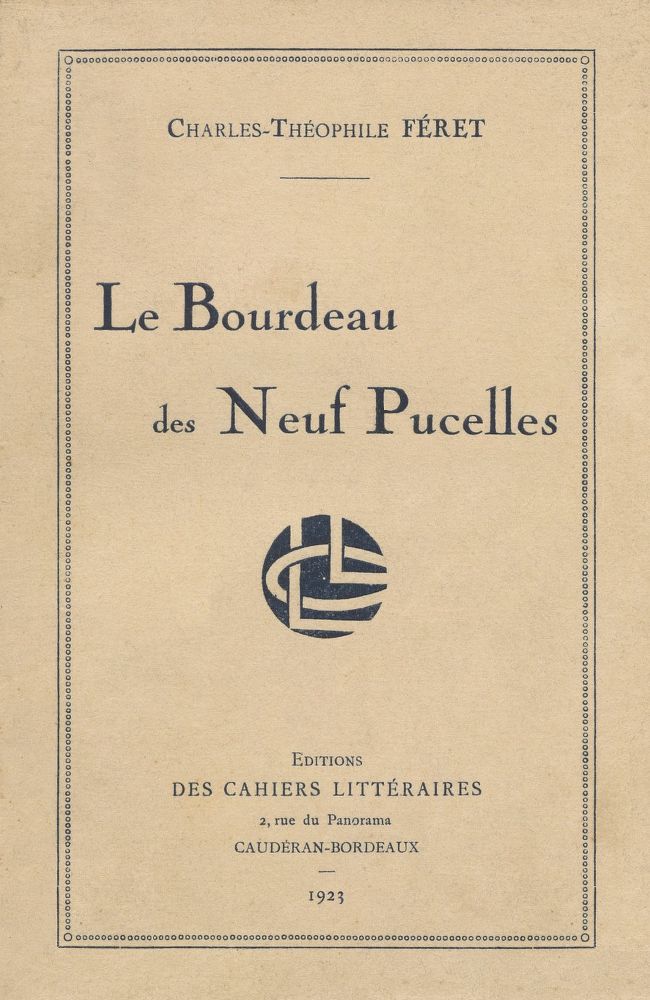 Charles-Théophile FÉRET
Le Bourdeau
des Neuf Pucelles
CLL
Editions
DES CAHIERS LITTÉRAIRES
2, rue du Panorama
CAUDÉRAN-BORDEAUX
1923